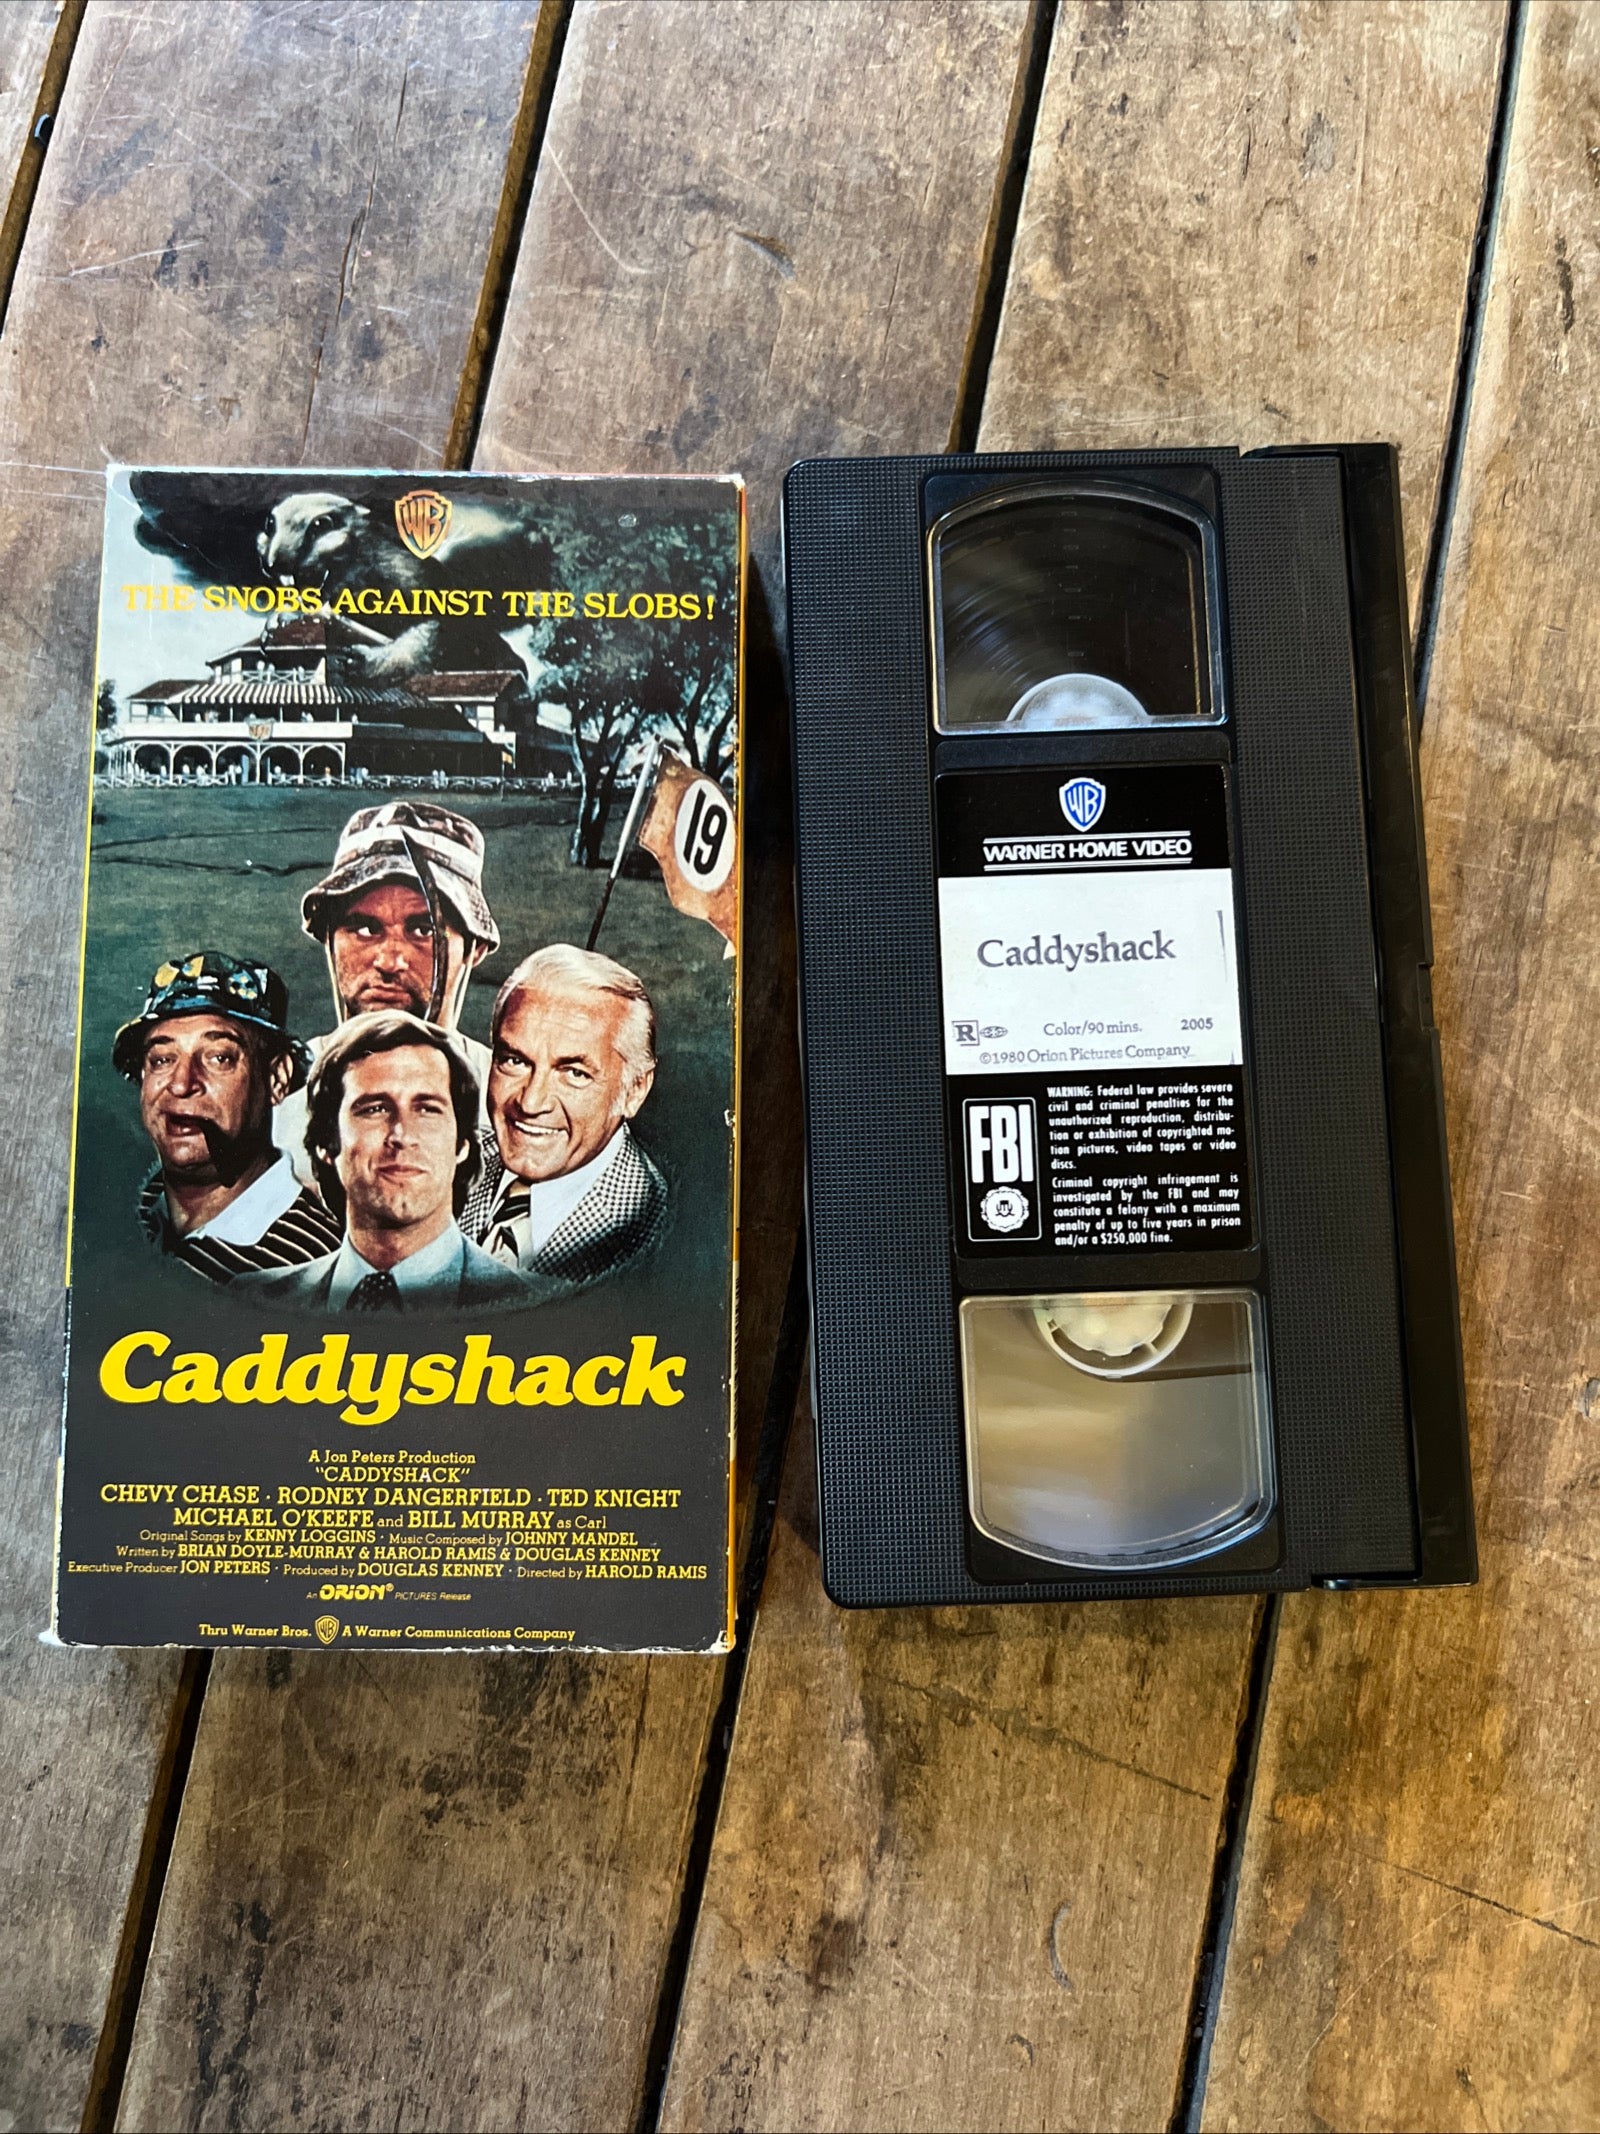 WB
THE SNOBS AGAINST THE SLOBS!
19
Caddyshack
A Jon Peters Production
"CADDYSHACK"
CHEVY CHASE · RODNEY DANGERFIELD · TED KNIGHT
MICHAEL O'KEEFE and BILL MURRAY as Carl
Original Songs by KENNY LOGGINS · Music Composed by JOHNNY MANDEL
Written by BRIAN DOYLE-MURRAY & HAROLD RAMIS & DOUGLAS KENNEY
Executive Producer JON PETERS · Produced by DOUGLAS KENNEY · Directed by HAROLD RAMIS
An ORION® PICTURES Release
Thru Warner Bros. WB A Warner Communications Company
WB
WARNER HOME VIDEO
Caddyshack
R Color/90 mins. 2005
©1980 Orion Pictures Company
FBI
WARNING: Federal law provides severe
civil and criminal penalties for the
unauthorized reproduction, distribu-
tion or exhibition of copyrighted mo-
tion pictures, video tapes or video
discs.
Criminal copyright infringement is
investigated by the FBI and may
constitute a felony with a maximum
penalty of up to five years in prison
and/or a $250,000 fine.